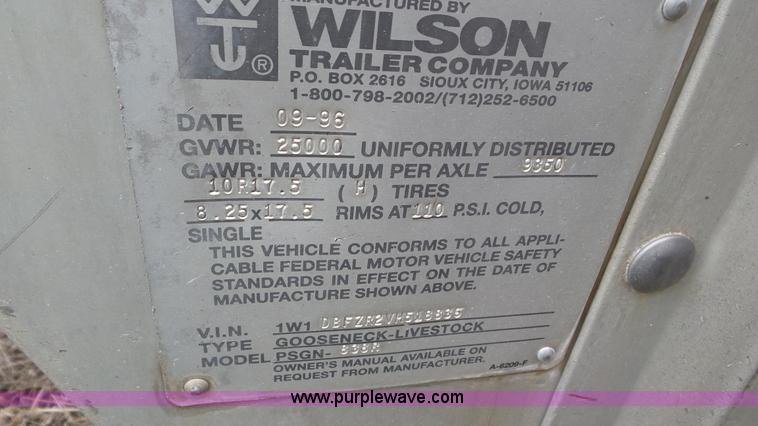 MANUFACTURED BY
WILSON
TRAILER COMPANY
P.O. BOX 2616 SIOUX CITY, IOWA 51106
1-800-798-2002/(712)252-6500
WT
®
DATE 09-96
GVWR: 25000 UNIFORMLY DISTRIBUTED
GAWR: MAXIMUM PER AXLE 9350
10R17.5 (H) TIRES
8.25x17.5 RIMS AT 110 P.S.I. COLD,
SINGLE
THIS VEHICLE CONFORMS TO ALL APPLI-
CABLE FEDERAL MOTOR VEHICLE SAFETY
STANDARDS IN EFFECT ON THE DATE OF
MANUFACTURE SHOWN ABOVE.
V.I.N. 1W1
TYPE GOOSENECK-LIVESTOCK
MODEL PSGN-
OWNER'S MANUAL AVAILABLE ON
REQUEST FROM MANUFACTURER.
A-6209-F
www.purplewave.com